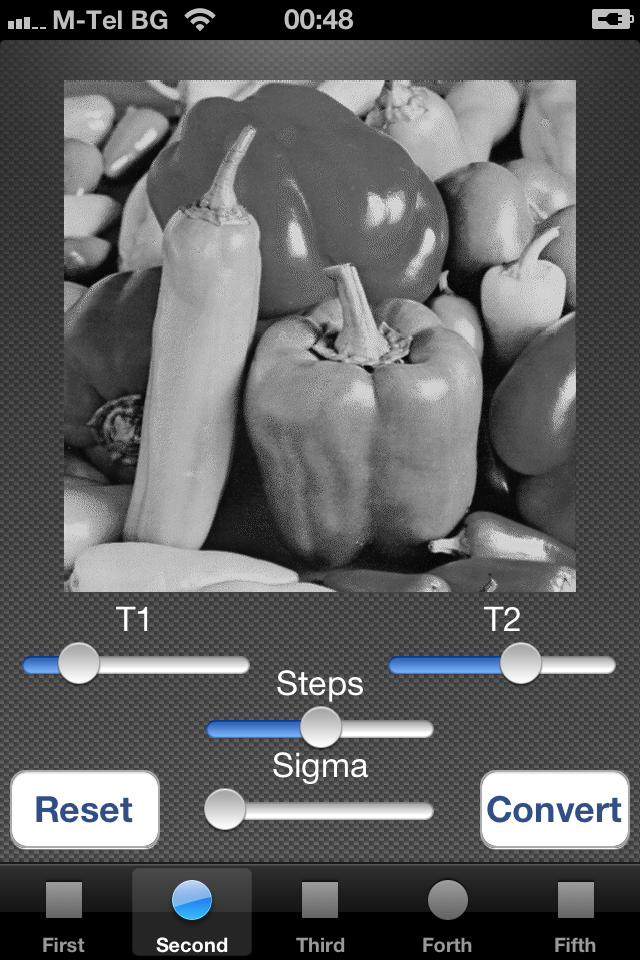 M-Tel BG 00:48
T1 T2
Steps
Sigma
Reset Convert
First Second Third Forth Fifth